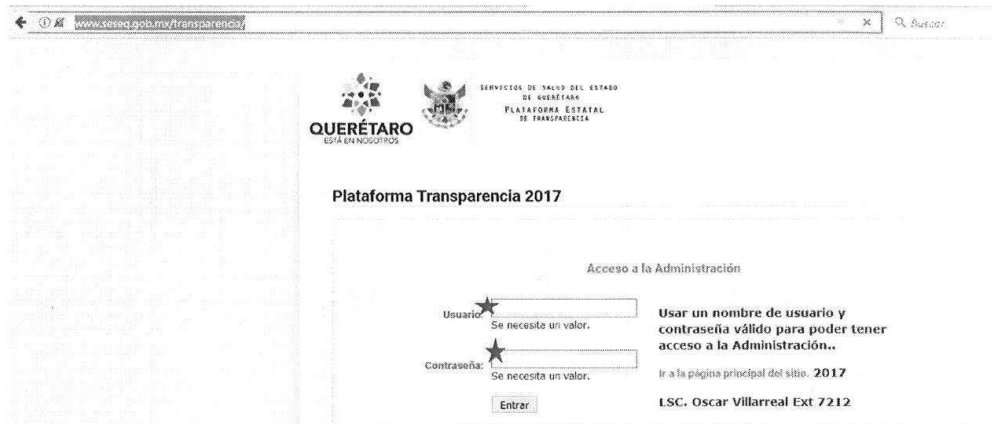 www.seseq.gob.mx/transparencia/
Buscar
QUERÉTARO
ESTÁ EN NOSOTROS
SERVICIOS DE SALUD DEL ESTADO
DE QUERÉTARO
PLATAFORMA ESTATAL
DE TRANSPARENCIA
Plataforma Transparencia 2017
Acceso a la Administración
Usuario:
Se necesita un valor.
Contraseña:
Se necesita un valor.
Entrar
Usar un nombre de usuario y
contraseña válido para poder tener
acceso a la Administración..
Ir a la página principal del sitio. 2017
LSC. Oscar Villarreal Ext 7212